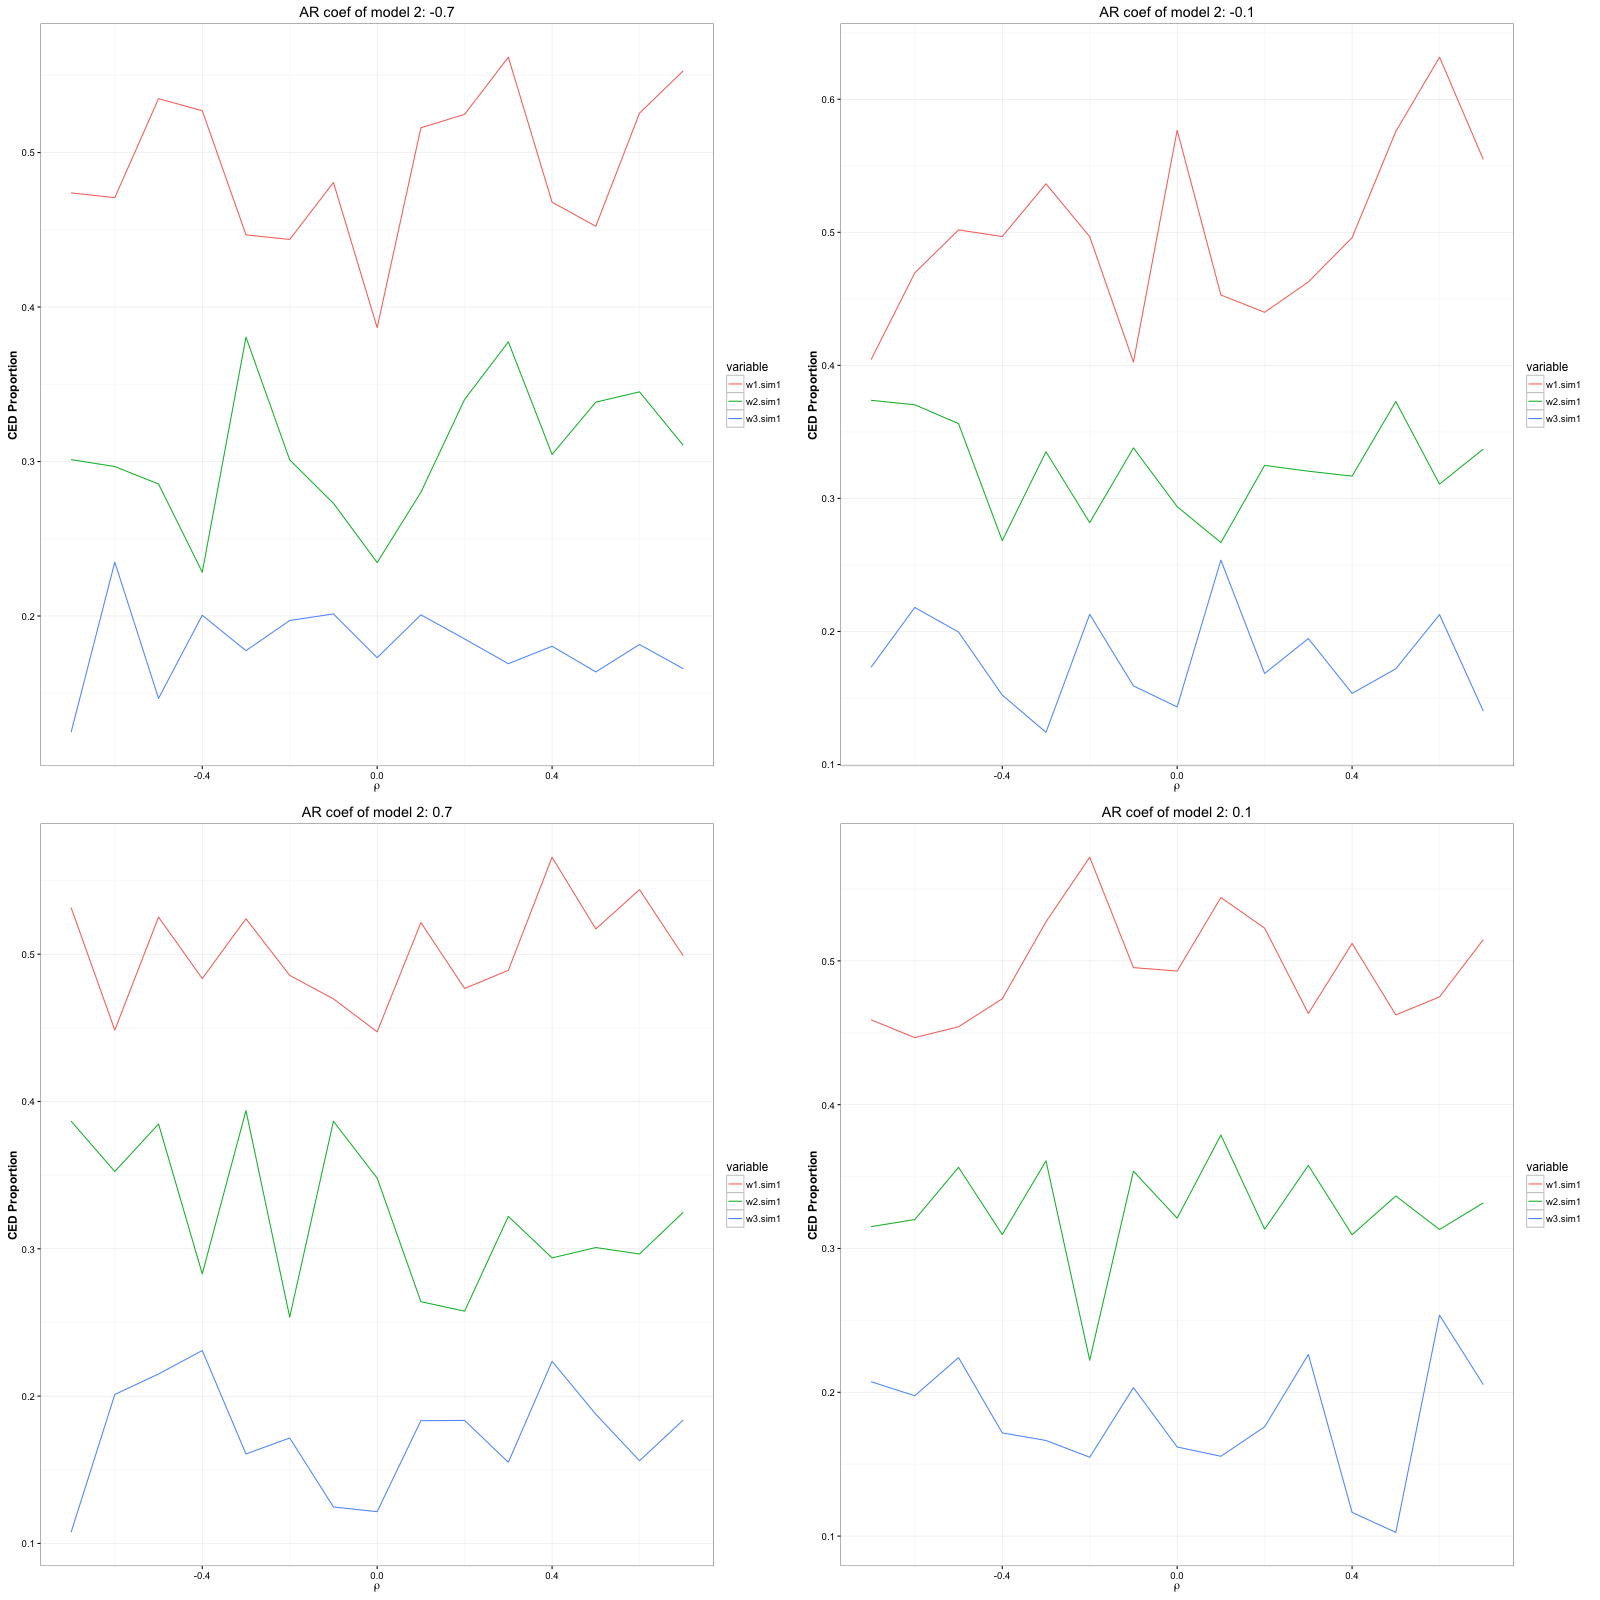 AR coef of model 2: -0.7
CED Proportion
0.5
0.4
0.3
0.2
-0.4
0.0
0.4
ρ
variable
w1.sim1
w2.sim1
w3.sim1
AR coef of model 2: -0.1
CED Proportion
0.6
0.5
0.4
0.3
0.2
0.1
-0.4
0.0
0.4
ρ
variable
w1.sim1
w2.sim1
w3.sim1
AR coef of model 2: 0.7
CED Proportion
0.5
0.4
0.3
0.2
0.1
-0.4
0.0
0.4
ρ
variable
w1.sim1
w2.sim1
w3.sim1
AR coef of model 2: 0.1
CED Proportion
0.5
0.4
0.3
0.2
0.1
-0.4
0.0
0.4
ρ
variable
w1.sim1
w2.sim1
w3.sim1